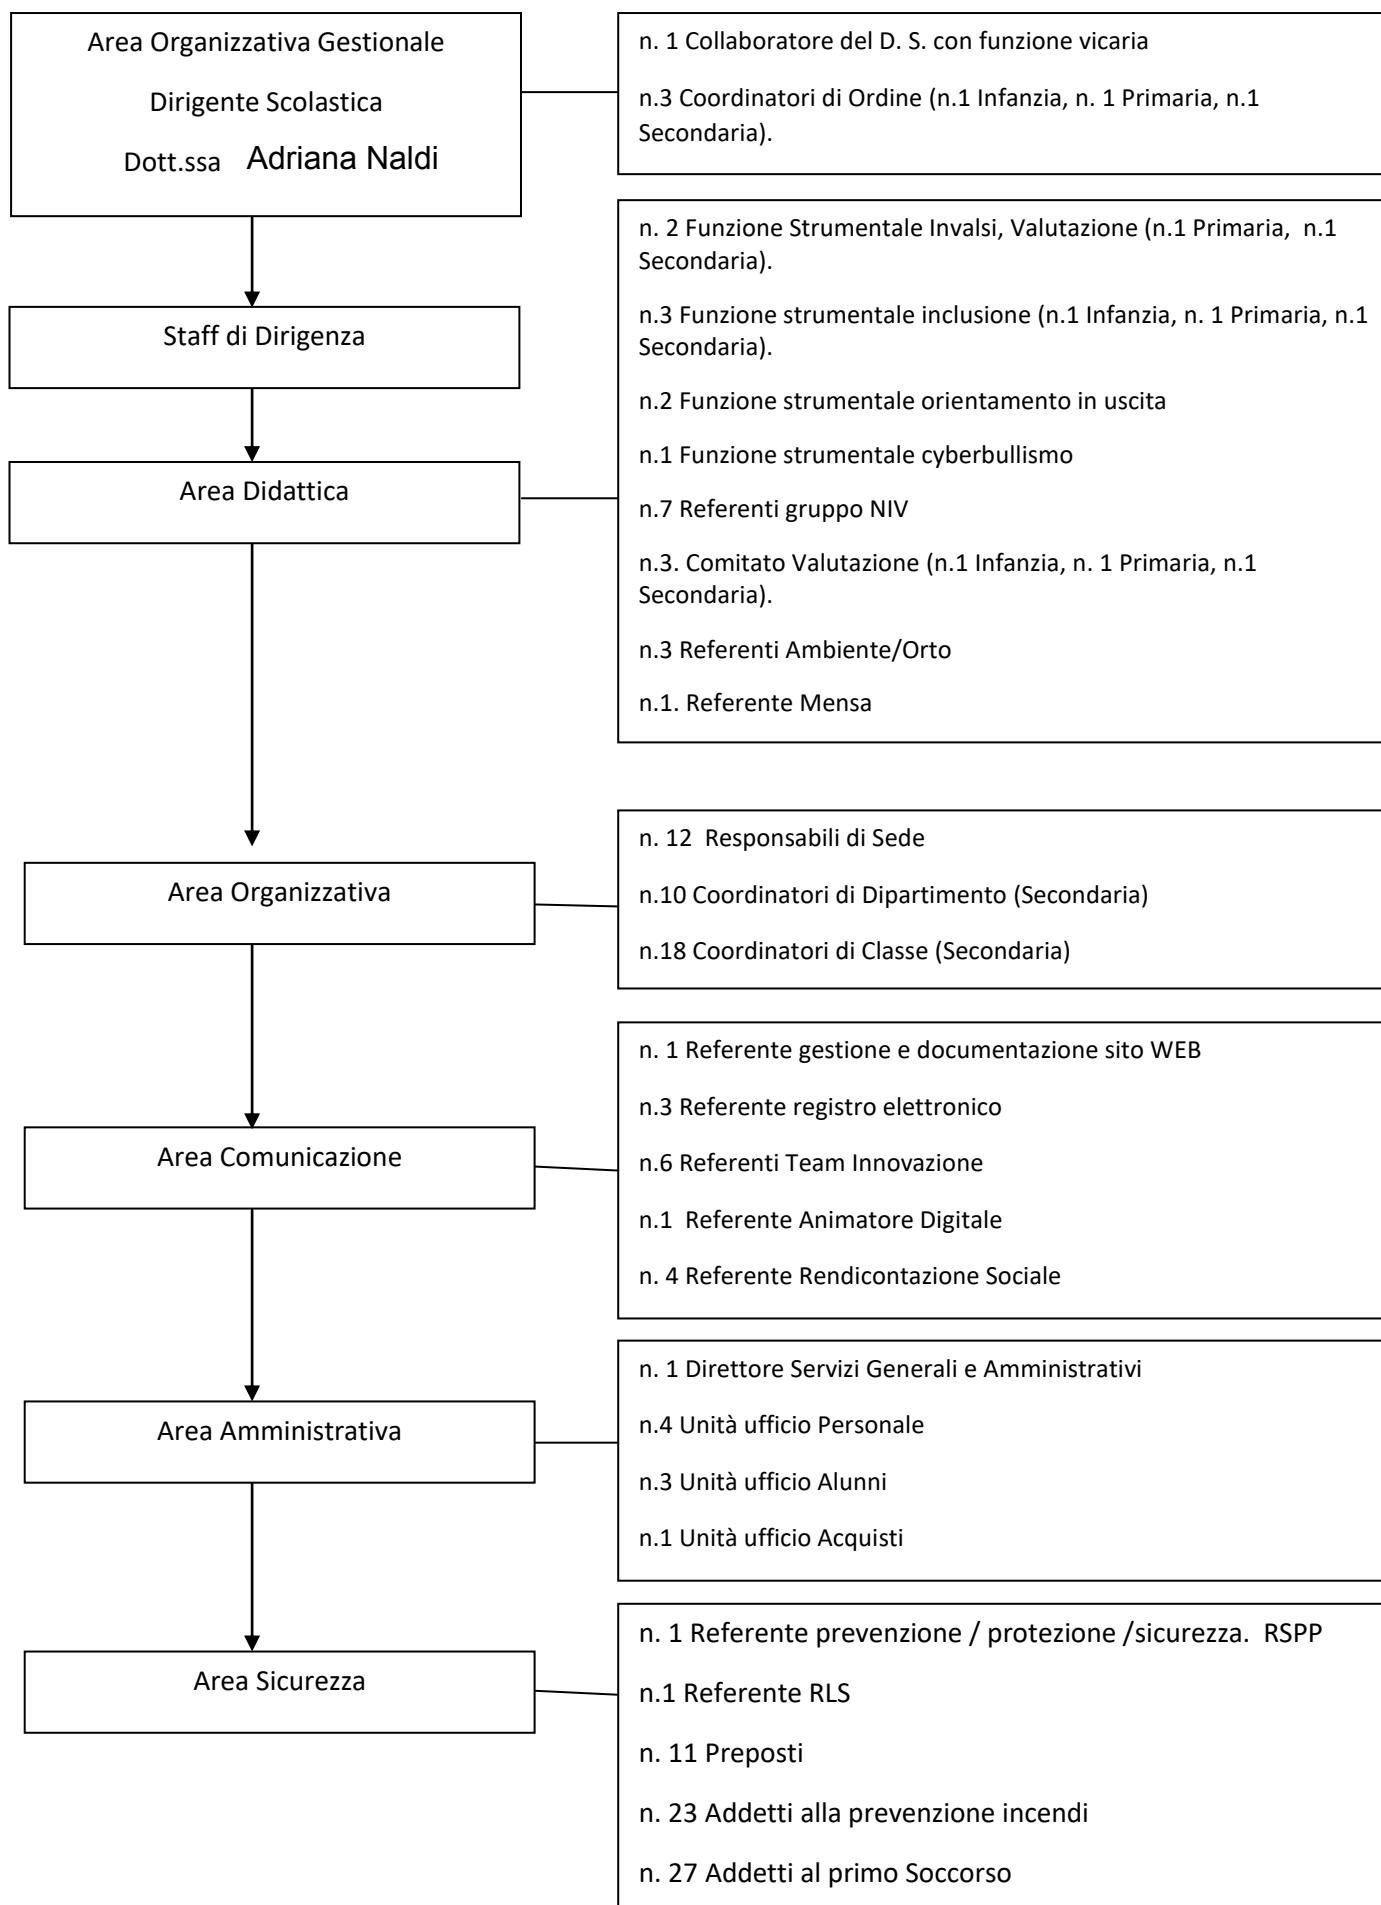 Area Organizzativa Gestionale
Dirigente Scolastica
Dott.ssa Adriana Naldi
n. 1 Collaboratore del D. S. con funzione vicaria
n.3 Coordinatori di Ordine (n.1 Infanzia, n. 1 Primaria, n.1
Secondaria).
Staff di Dirigenza
Area Didattica
n. 2 Funzione Strumentale Invalsi, Valutazione (n.1 Primaria, n.1
Secondaria).
n.3 Funzione strumentale inclusione (n.1 Infanzia, n. 1 Primaria, n.1
Secondaria).
n.2 Funzione strumentale orientamento in uscita
n.1 Funzione strumentale cyberbullismo
n.7 Referenti gruppo NIV
n.3. Comitato Valutazione (n.1 Infanzia, n. 1 Primaria, n.1
Secondaria).
n.3 Referenti Ambiente/Orto
n.1. Referente Mensa
Area Organizzativa
n. 12 Responsabili di Sede
n.10 Coordinatori di Dipartimento (Secondaria)
n.18 Coordinatori di Classe (Secondaria)
Area Comunicazione
n. 1 Referente gestione e documentazione sito WEB
n.3 Referente registro elettronico
n.6 Referenti Team Innovazione
n.1 Referente Animatore Digitale
n. 4 Referente Rendicontazione Sociale
Area Amministrativa
n. 1 Direttore Servizi Generali e Amministrativi
n.4 Unità ufficio Personale
n.3 Unità ufficio Alunni
n.1 Unità ufficio Acquisti
Area Sicurezza
n. 1 Referente prevenzione / protezione /sicurezza. RSPP
n.1 Referente RLS
n. 11 Preposti
n. 23 Addetti alla prevenzione incendi
n. 27 Addetti al primo Soccorso